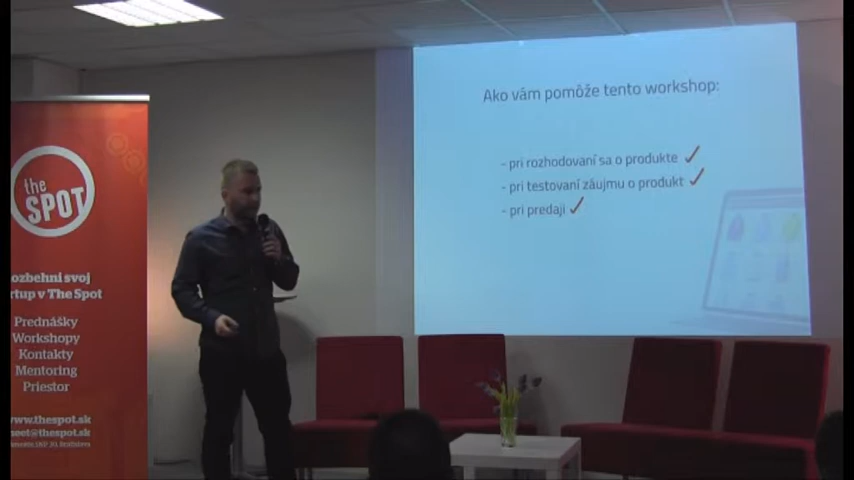 the
SPOT
ozbehni svoj
rtup v The Spot
Prednášky
Workshopy
Kontakty
Mentoring
Priestor
www.thespot.sk
eet@thespot.sk
Ako vám pomôže tento workshop:
- pri rozhodovaní sa o produkte ✓
- pri testovaní záujmu o produkt ✓
- pri predaji ✓